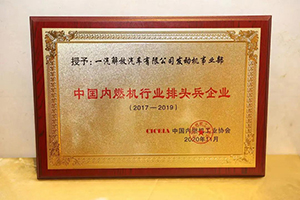 授予：一汽解放汽车有限公司发动机事业部
中国内燃机行业排头兵企业
（2017－2019）
CICEIA 中国内燃机工业协会
2020年11月